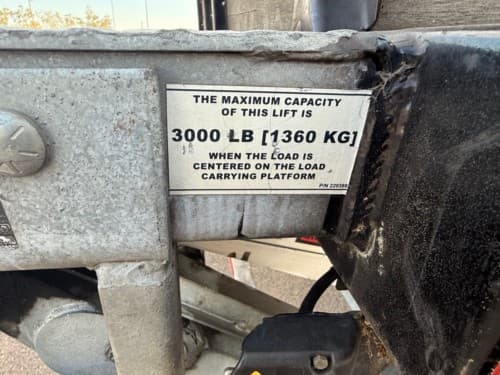 THE MAXIMUM CAPACITY
OF THIS LIFT IS
3000 LB [1360 KG]
WHEN THE LOAD IS
CENTERED ON THE LOAD
CARRYING PLATFORM